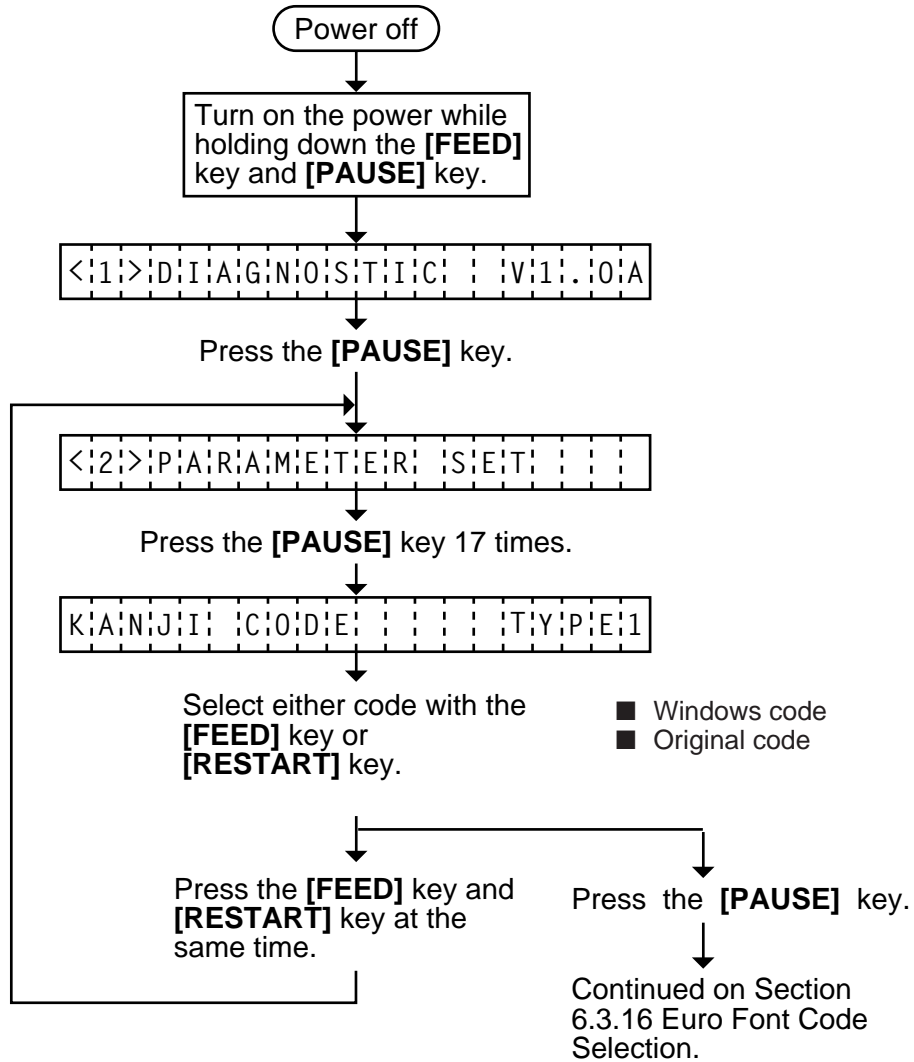 Power off
Turn on the power while
holding down the [FEED]
key and [PAUSE] key.
<1>DIAGNOSTIC  V1.0A
Press the [PAUSE] key.
<2>PARAMETER SET
Press the [PAUSE] key 17 times.
KANJI CODE     TYPE1
Select either code with the
[FEED] key or
[RESTART] key.
■ Windows code
■ Original code
Press the [FEED] key and
[RESTART] key at the
same time.
Press the [PAUSE] key.
Continued on Section
6.3.16 Euro Font Code
Selection.